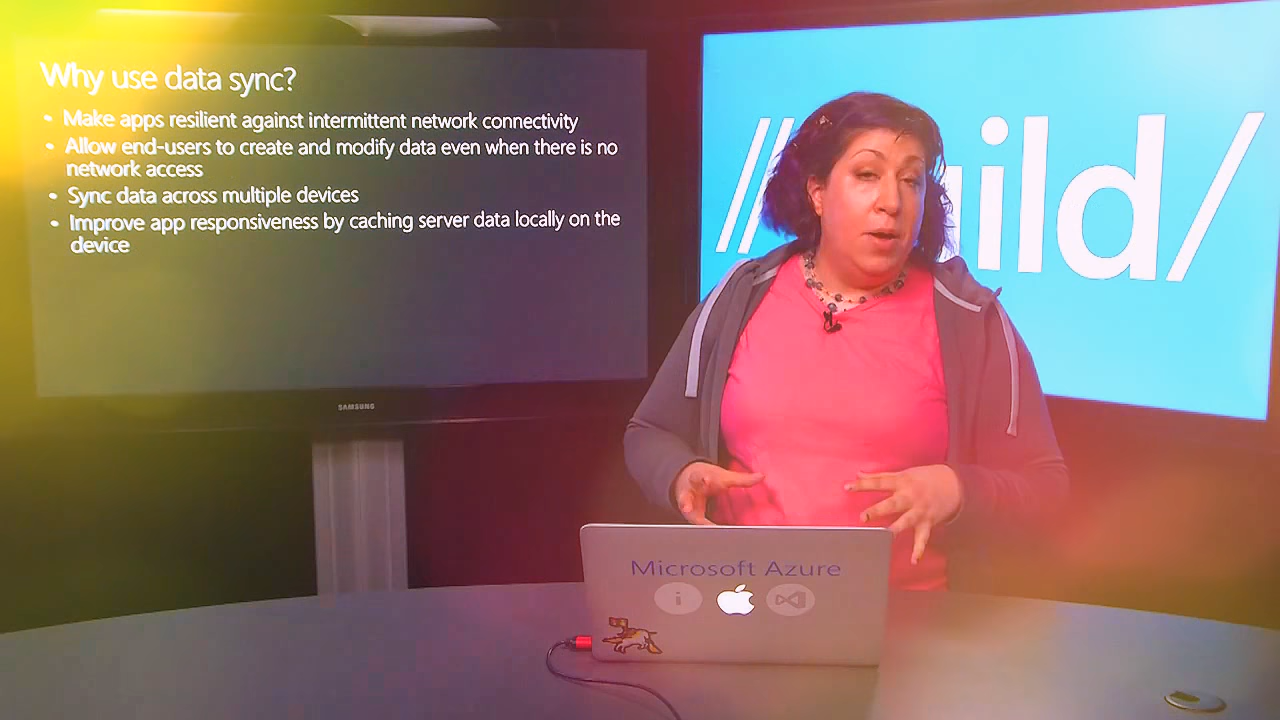 Why use data sync?
• Make apps resilient against intermittent network connectivity
• Allow end-users to create and modify data even when there is no
network access
• Sync data across multiple devices
• Improve app responsiveness by caching server data locally on the
device
SAMSUNG
// ild/
Microsoft Azure
i